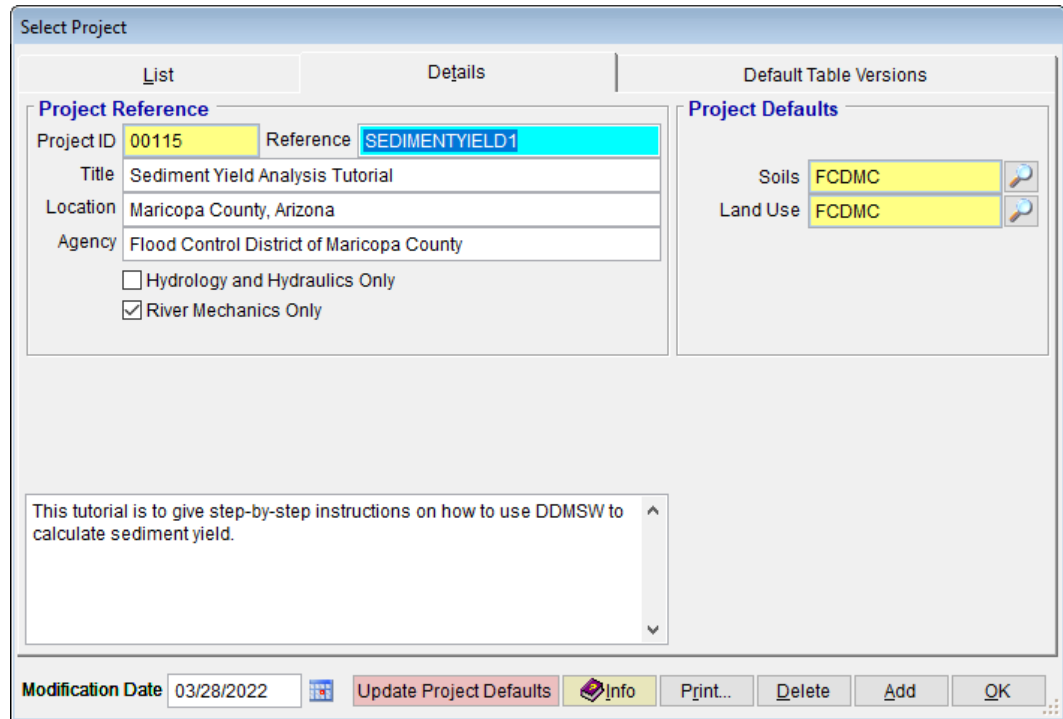 Select Project
List
Details
Default Table Versions
Project Reference
Project ID 00115 Reference SEDIMENTYIELD1
Title Sediment Yield Analysis Tutorial
Location Maricopa County, Arizona
Agency Flood Control District of Maricopa County
Hydrology and Hydraulics Only
River Mechanics Only
Project Defaults
Soils FCDMC
Land Use FCDMC
This tutorial is to give step-by-step instructions on how to use DDMSW to
calculate sediment yield.
Modification Date 03/28/2022 Update Project Defaults Info Print... Delete Add OK